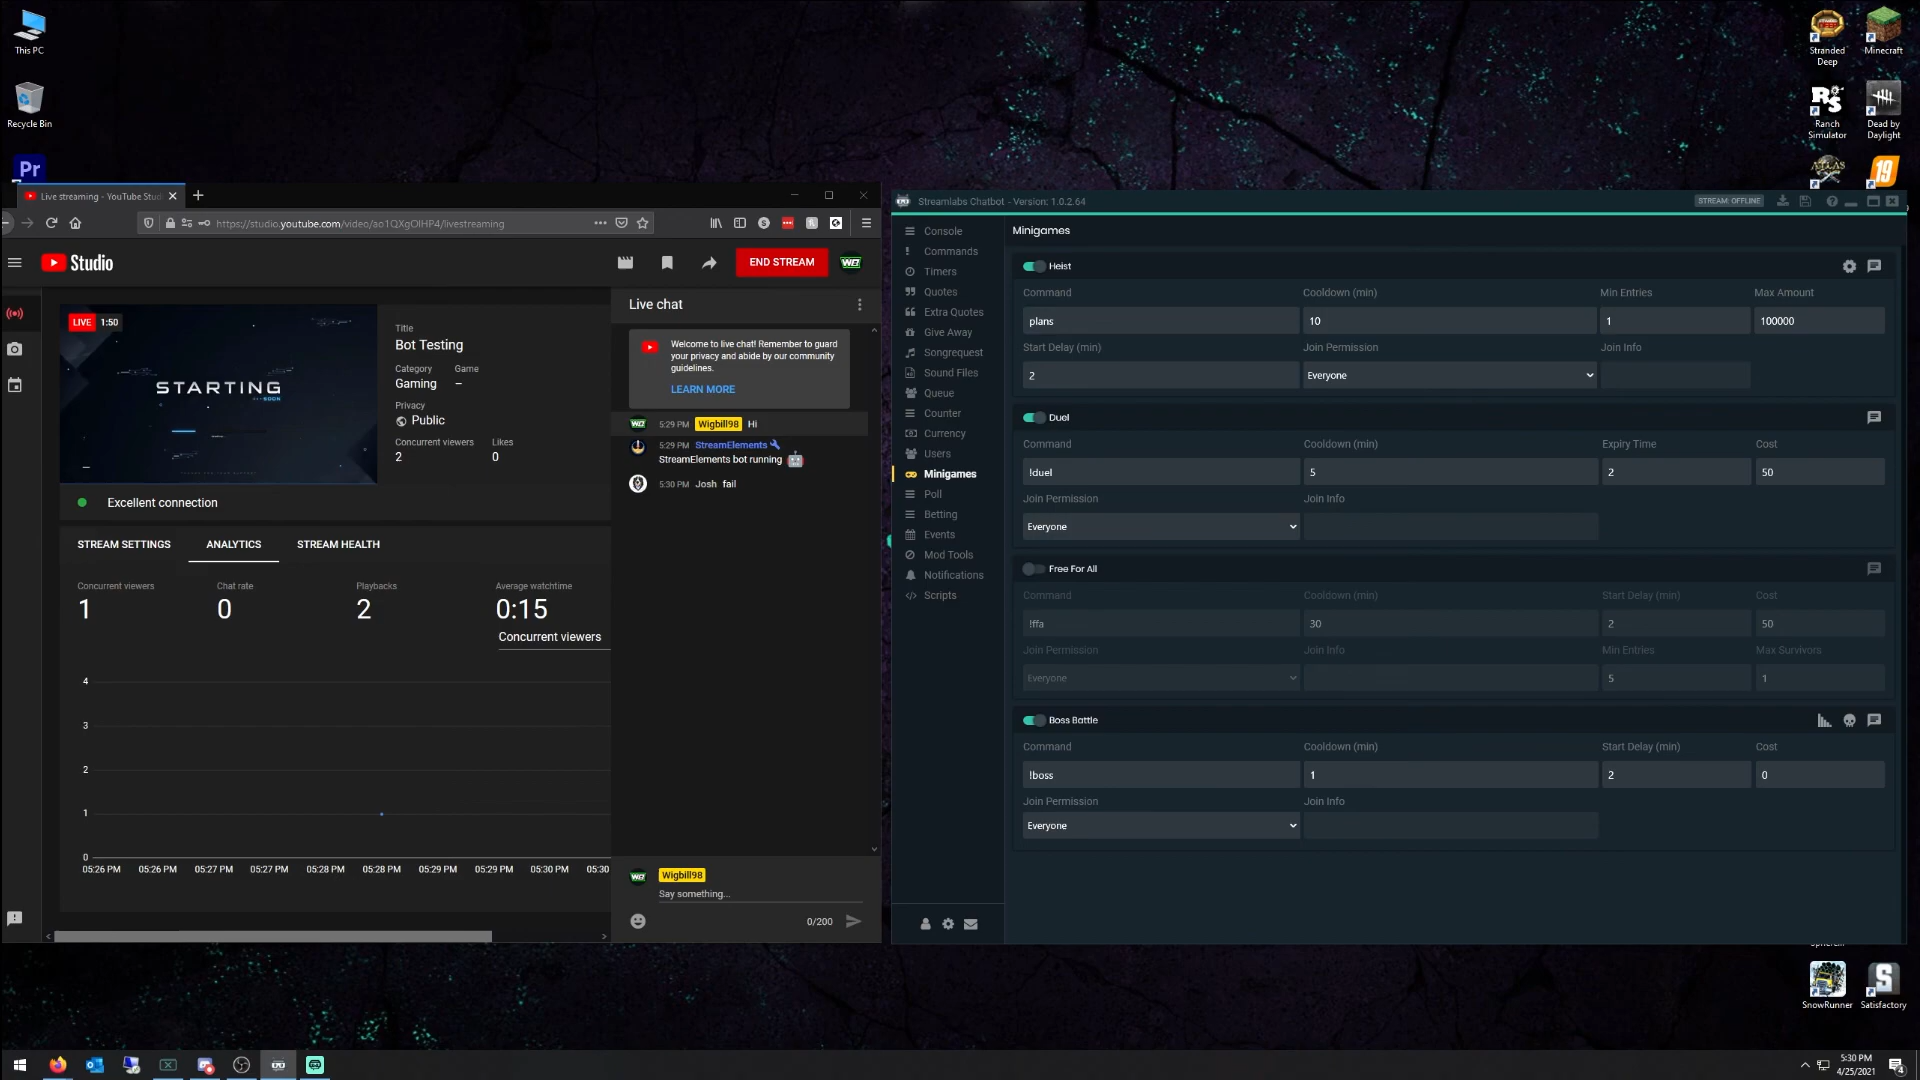 This PC
Recycle Bin
Pr
Stranded Deep
Minecraft
Ranch Simulator
Dead by Daylight
ATLAS
19
Live streaming - YouTube Studi
https://studio.youtube.com/video/ao1QXgOIHP4/livestreaming
Studio
END STREAM
WB
LIVE 1:50
STARTING
SOON
Title
Bot Testing
Category Game
Gaming –
Privacy
Public
Concurrent viewers Likes
2 0
Excellent connection
STREAM SETTINGS ANALYTICS STREAM HEALTH
Concurrent viewers Chat rate Playbacks Average watchtime
1 0 2 0:15
Concurrent viewers
4
3
2
1
0
05:26 PM 05:26 PM 05:27 PM 05:27 PM 05:28 PM 05:28 PM 05:29 PM 05:29 PM 05:30 PM 05:30
Live chat
Welcome to live chat! Remember to guard
your privacy and abide by our community
guidelines.
LEARN MORE
WB 5:29 PM Wigbill98 Hi
5:29 PM StreamElements
StreamElements bot running
5:30 PM Josh fail
WB Wigbill98
Say something...
0/200
Streamlabs Chatbot - Version: 1.0.2.64
STREAM: OFFLINE
Console
Commands
Timers
Quotes
Extra Quotes
Give Away
Songrequest
Sound Files
Queue
Counter
Currency
Users
Minigames
Poll
Betting
Events
Mod Tools
Notifications
Scripts
Minigames
Heist
Command Cooldown (min) Min Entries Max Amount
plans 10 1 100000
Start Delay (min) Join Permission Join Info
2 Everyone
Duel
Command Cooldown (min) Expiry Time Cost
!duel 5 2 50
Join Permission Join Info
Everyone
Free For All
Command Cooldown (min) Start Delay (min) Cost
!ffa 30 2 50
Join Permission Join Info Min Entries Max Survivors
Everyone 5 1
Boss Battle
Command Cooldown (min) Start Delay (min) Cost
!boss 1 2 0
Join Permission Join Info
Everyone
SnowRunner
Satisfactory
5:30 PM
4/25/2021
4